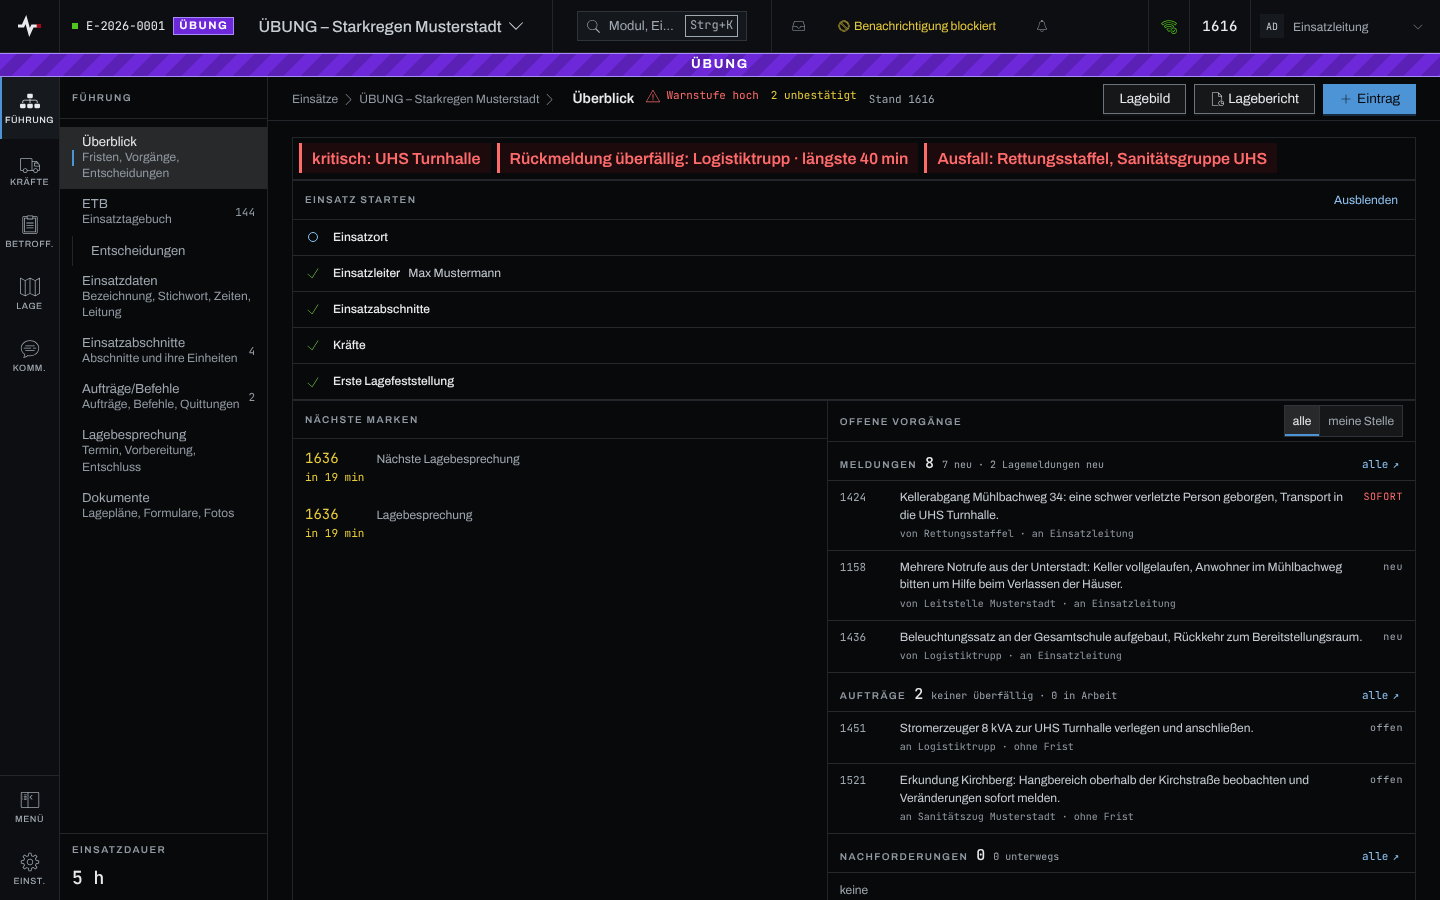 E-2026-0001 ÜBUNG ÜBUNG – Starkregen Musterstadt Modul, Ei... Strg+K Benachrichtigung blockiert 1616 AD Einsatzleitung
ÜBUNG
FÜHRUNG
KRÄFTE
BETROFF.
LAGE
KOMM.
MENÜ
EINST.
FÜHRUNG
Überblick
Fristen, Vorgänge,
Entscheidungen
ETB
Einsatztagebuch
144
Entscheidungen
Einsatzdaten
Bezeichnung, Stichwort, Zeiten,
Leitung
Einsatzabschnitte
Abschnitte und ihre Einheiten
4
Aufträge/Befehle
Aufträge, Befehle, Quittungen
2
Lagebesprechung
Termin, Vorbereitung,
Entschluss
Dokumente
Lagepläne, Formulare, Fotos
EINSATZDAUER
5 h
Einsätze ÜBUNG – Starkregen Musterstadt Überblick Warnstufe hoch 2 unbestätigt Stand 1616
Lagebild Lagebericht + Eintrag
kritisch: UHS Turnhalle Rückmeldung überfällig: Logistiktrupp · längste 40 min Ausfall: Rettungsstaffel, Sanitätsgruppe UHS
EINSATZ STARTEN Ausblenden
Einsatzort
Einsatzleiter Max Mustermann
Einsatzabschnitte
Kräfte
Erste Lagefeststellung
NÄCHSTE MARKEN
1636 Nächste Lagebesprechung
in 19 min
1636 Lagebesprechung
in 19 min
OFFENE VORGÄNGE alle meine Stelle
MELDUNGEN 8 7 neu · 2 Lagemeldungen neu alle ↗
1424 Kellerabgang Mühlbachweg 34: eine schwer verletzte Person geborgen, Transport in SOFORT
die UHS Turnhalle.
von Rettungsstaffel · an Einsatzleitung
1158 Mehrere Notrufe aus der Unterstadt: Keller vollgelaufen, Anwohner im Mühlbachweg neu
bitten um Hilfe beim Verlassen der Häuser.
von Leitstelle Musterstadt · an Einsatzleitung
1436 Beleuchtungssatz an der Gesamtschule aufgebaut, Rückkehr zum Bereitstellungsraum. neu
von Logistiktrupp · an Einsatzleitung
AUFTRÄGE 2 keiner überfällig · 0 in Arbeit alle ↗
1451 Stromerzeuger 8 kVA zur UHS Turnhalle verlegen und anschließen. offen
an Logistiktrupp · ohne Frist
1521 Erkundung Kirchberg: Hangbereich oberhalb der Kirchstraße beobachten und offen
Veränderungen sofort melden.
an Sanitätszug Musterstadt · ohne Frist
NACHFORDERUNGEN 0 0 unterwegs alle ↗
keine